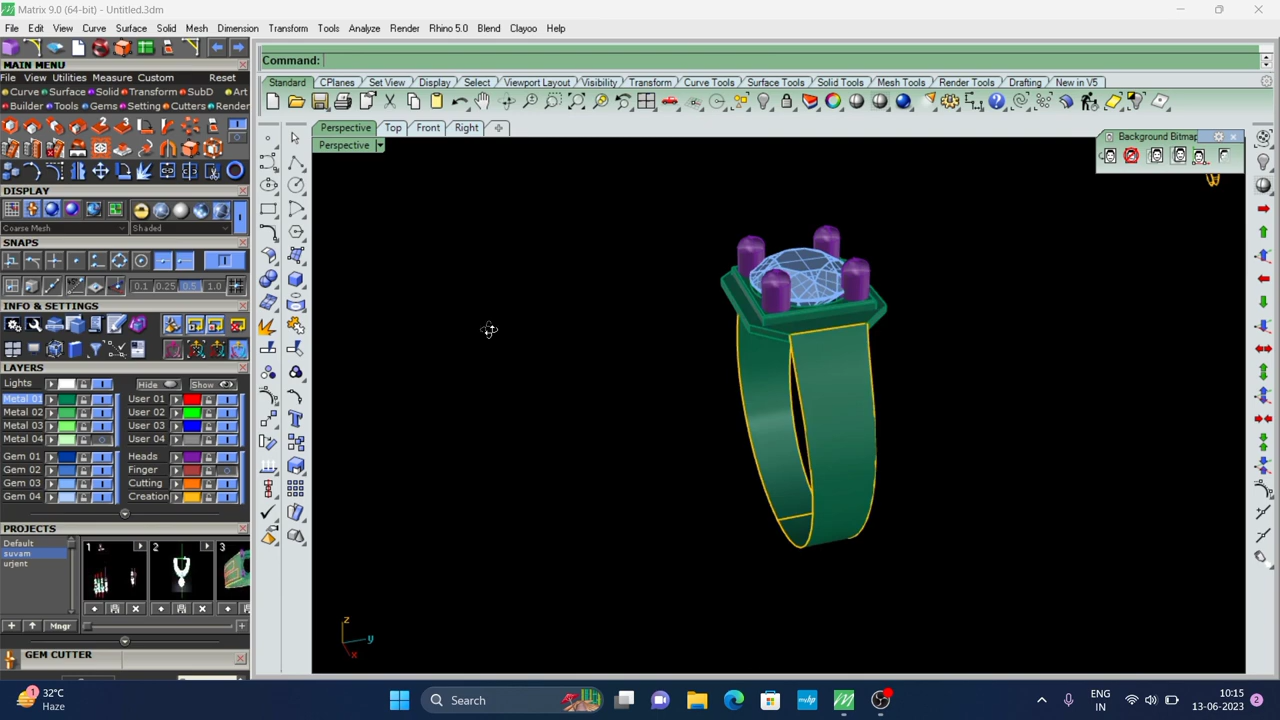 Matrix 9.0 (64-bit) - Untitled.3dm
File Edit View Curve Surface Solid Mesh Dimension Transform Tools Analyze Render Rhino 5.0 Blend Clayoo Help
MAIN MENU
Command:
File View Utilities Measure Custom Reset
Standard CPlanes Set View Display Select Viewport Layout Visibility Transform Curve Tools Surface Tools Solid Tools Mesh Tools Render Tools Drafting New in V5
Curve Surface Solid Transform SubD Art
Builder Tools Gems Setting Cutters Render
Perspective Top Front Right
Perspective
Background Bitmap
DISPLAY
Coarse Mesh Shaded
SNAPS
0.1 0.25 0.5 1.0
INFO & SETTINGS
LAYERS
Lights Hide Show
Metal 01 User 01
Metal 02 User 02
Metal 03 User 03
Metal 04 User 04
Gem 01 Heads
Gem 02 Finger
Gem 03 Cutting
Gem 04 Creation
PROJECTS
Default
suvam
urjent
1 2 3
Mngr
GEM CUTTER
z
y
x
1
32°C
Haze
Search
ENG
IN
10:15
13-06-2023
2